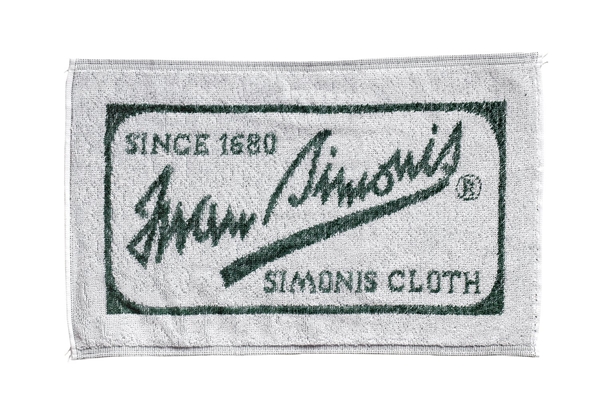 SINCE 1680
Iwan Simonis ®
SIMONIS CLOTH